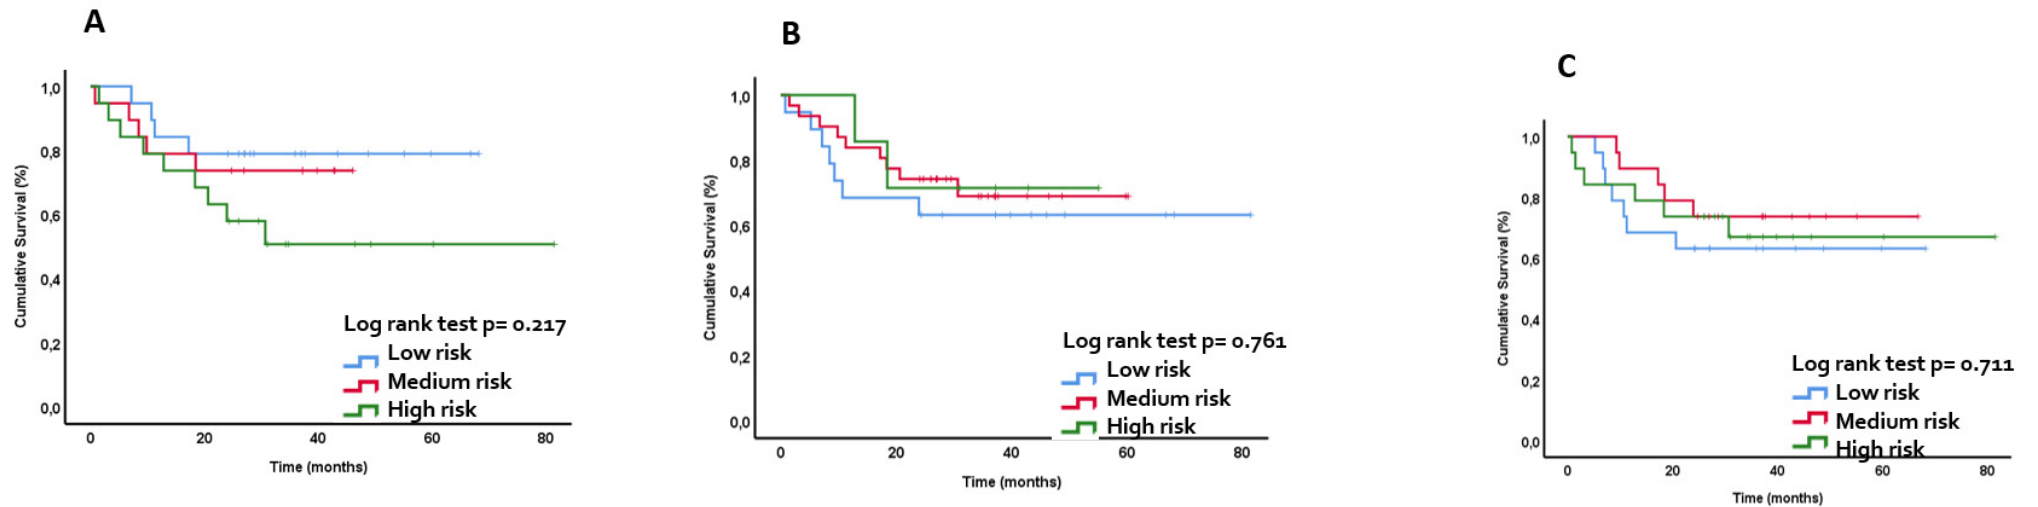 A
Cumulative Survival (%)
1,0
0,8
0,6
0,4
0,2
0,0
Log rank test p= 0.217
Low risk
Medium risk
High risk
0 20 40 60 80
Time (months)
B
Cumulative Survival (%)
1,0
0,8
0,6
0,4
0,2
0,0
Log rank test p= 0.761
Low risk
Medium risk
High risk
0 20 40 60 80
Time (months)
C
Cumulative Survival (%)
1,0
0,8
0,6
0,4
0,2
0,0
Log rank test p= 0.711
Low risk
Medium risk
High risk
0 20 40 60 80
Time (months)